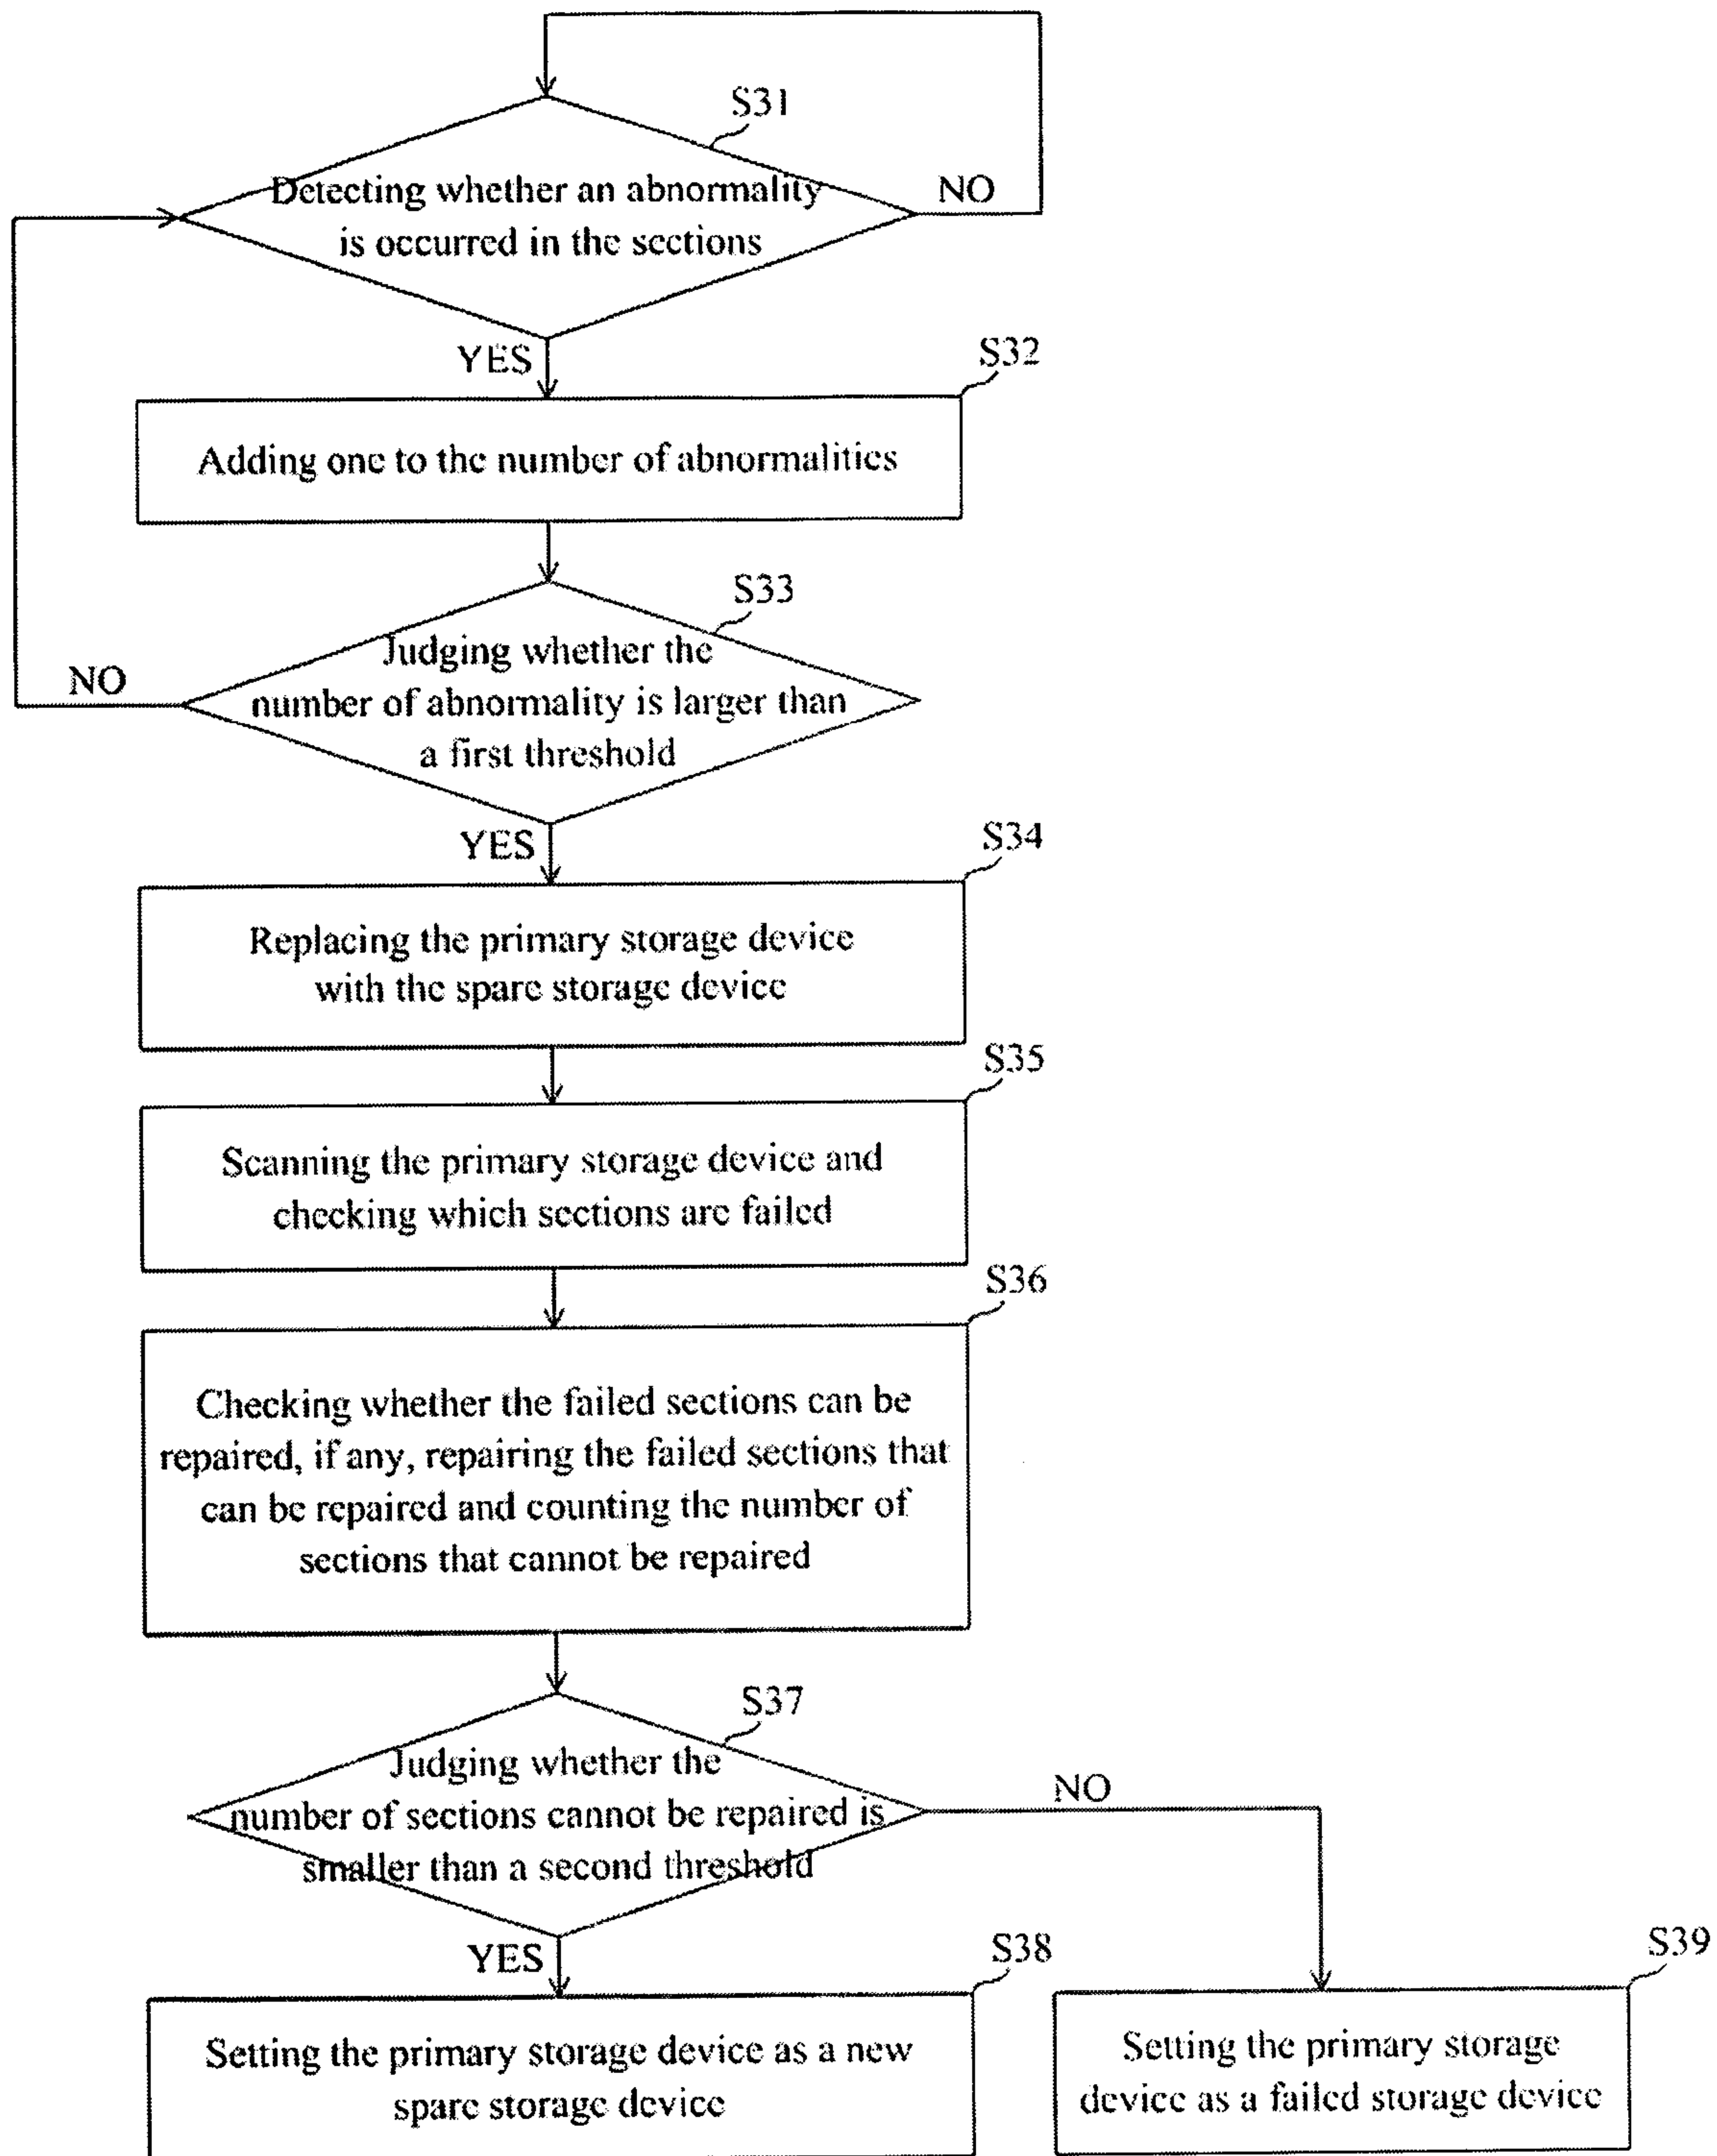 S31
Detecting whether an abnormality
is occurred in the sections
NO
YES
S32
Adding one to the number of abnormalities
S33
Judging whether the
number of abnormality is larger than
a first threshold
NO
YES
S34
Replacing the primary storage device
with the spare storage device
S35
Scanning the primary storage device and
checking which sections are failed
S36
Checking whether the failed sections can be
repaired, if any, repairing the failed sections that
can be repaired and counting the number of
sections that cannot be repaired
S37
Judging whether the
number of sections cannot be repaired is
smaller than a second threshold
NO
YES
S38
Setting the primary storage device as a new
spare storage device
S39
Setting the primary storage
device as a failed storage device